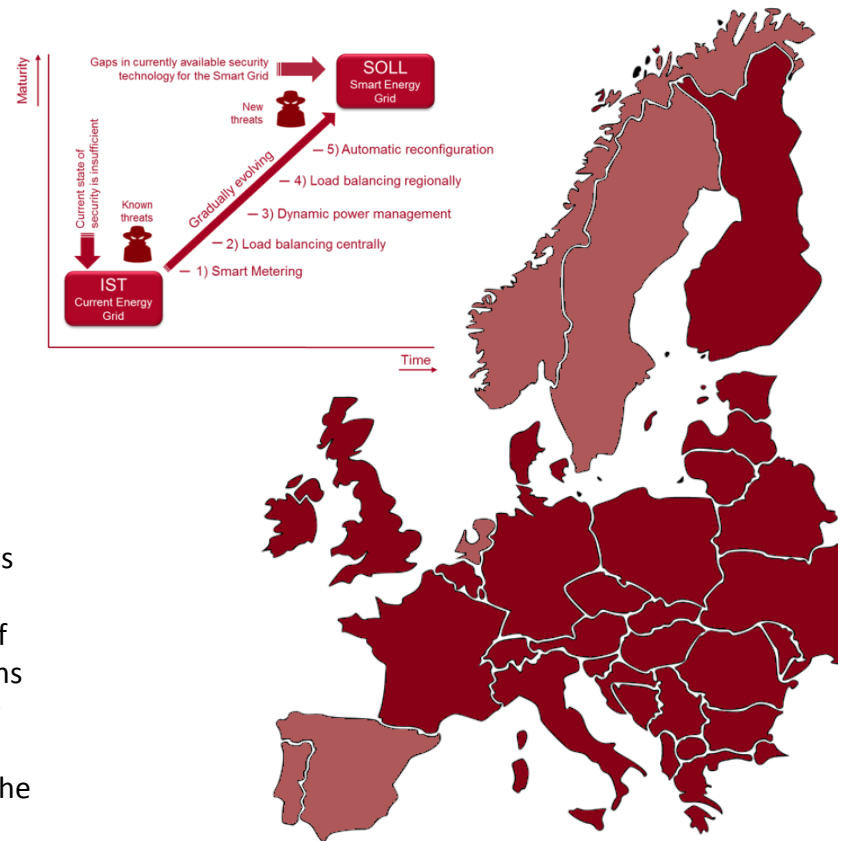 Maturity
Gaps in currently available security
technology for the Smart Grid
SOLL
Smart Energy
Grid
New
threats
Current state of
security is insufficient
Known
threats
Gradually evolving
– 5) Automatic reconfiguration
– 4) Load balancing regionally
– 3) Dynamic power management
– 2) Load balancing centrally
– 1) Smart Metering
IST
Current Energy
Grid
Time
s
f
ns
he